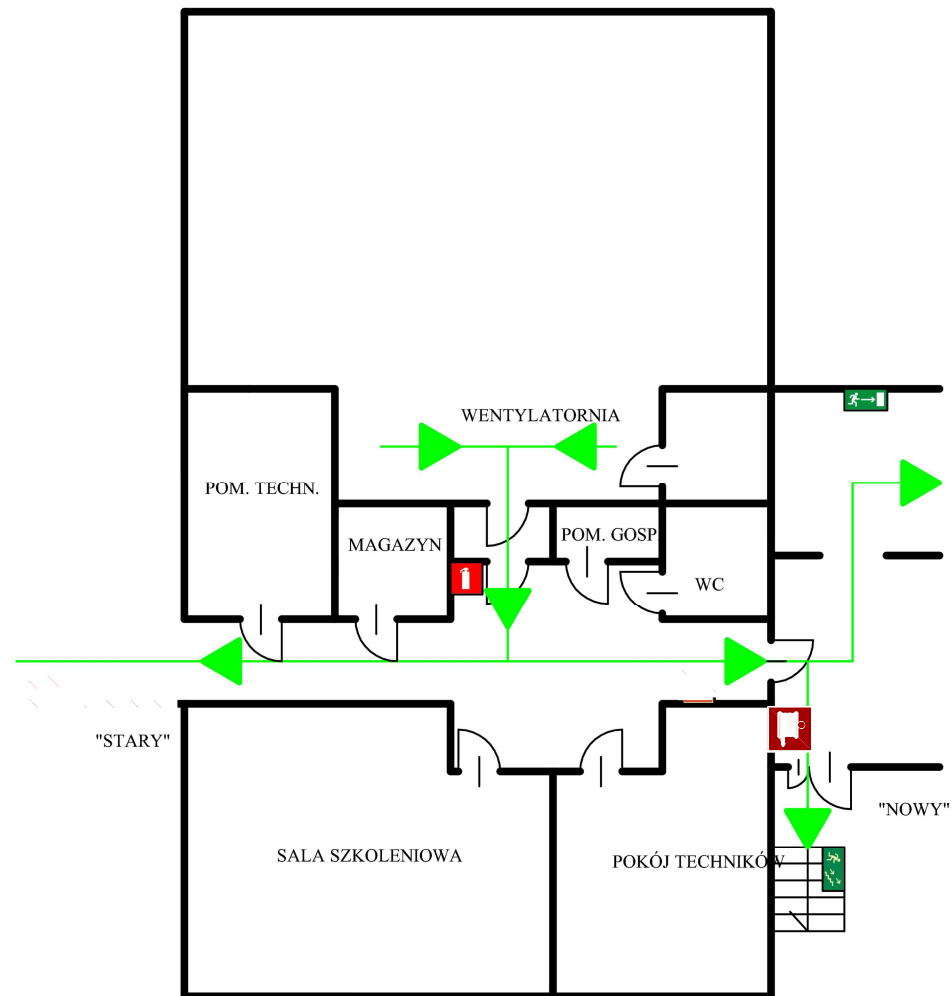 WENTYLATORNIA
POM. TECHN.
MAGAZYN
POM. GOSP.
WC
"STARY"
"NOWY"
SALA SZKOLENIOWA
POKÓJ TECHNIKÓW